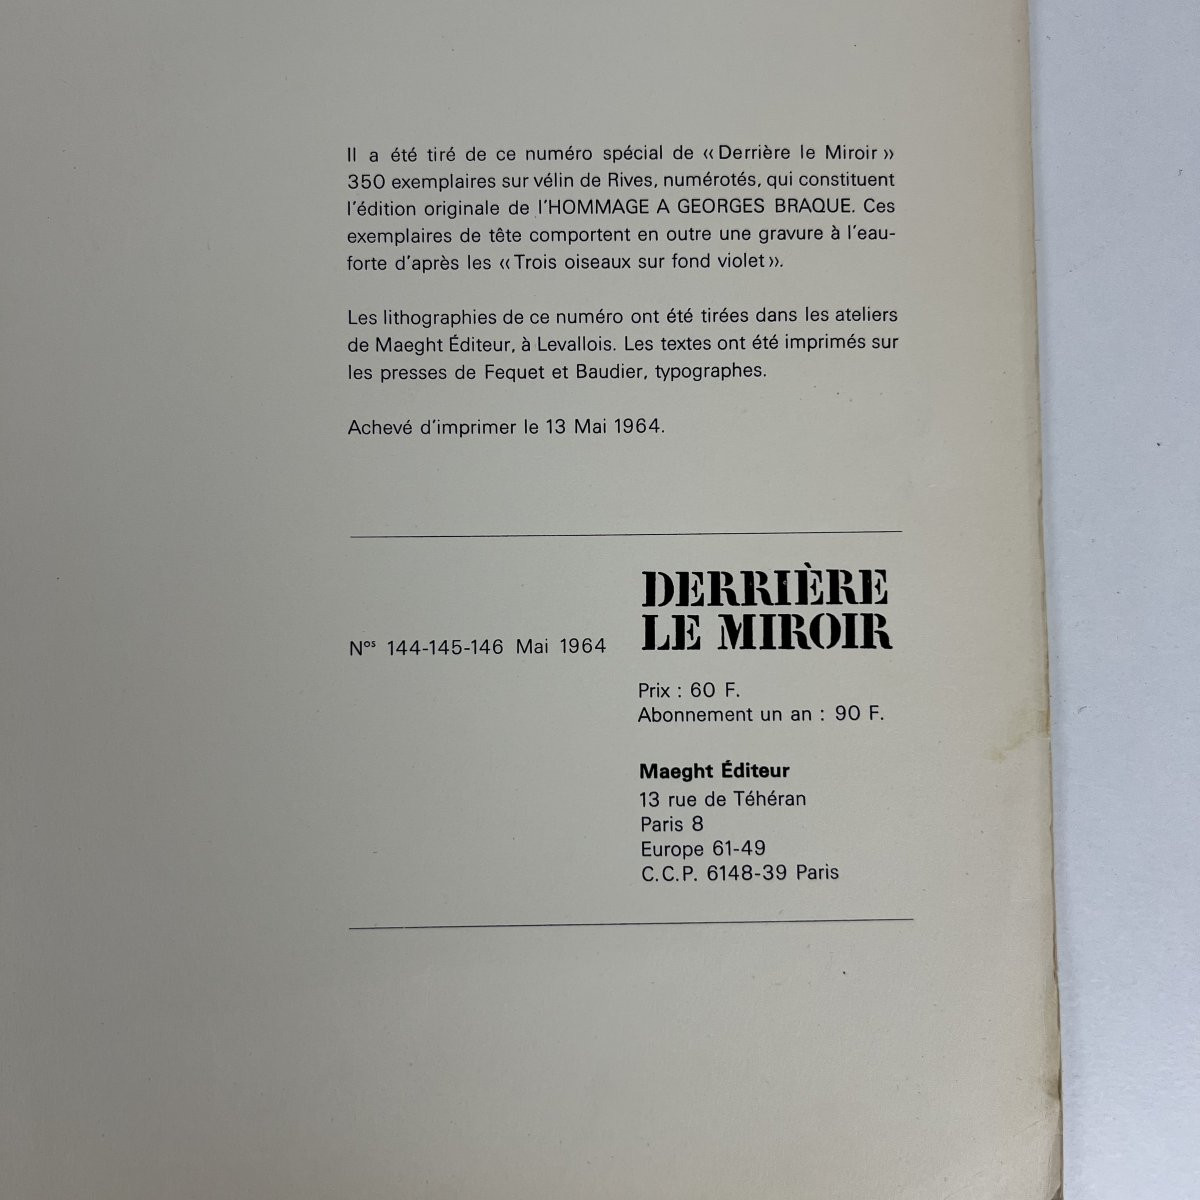 Il a été tiré de ce numéro spécial de «Derrière le Miroir»
350 exemplaires sur vélin de Rives, numérotés, qui constituent
l'édition originale de l'HOMMAGE A GEORGES BRAQUE. Ces
exemplaires de tête comportent en outre une gravure à l'eau-
forte d'après les «Trois oiseaux sur fond violet».
Les lithographies de ce numéro ont été tirées dans les ateliers
de Maeght Éditeur, à Levallois. Les textes ont été imprimés sur
les presses de Fequet et Baudier, typographes.
Achevé d'imprimer le 13 Mai 1964.
DERRIÈRE
LE MIROIR
Nos 144-145-146 Mai 1964
Prix : 60 F.
Abonnement un an : 90 F.
Maeght Éditeur
13 rue de Téhéran
Paris 8
Europe 61-49
C.C.P. 6148-39 Paris